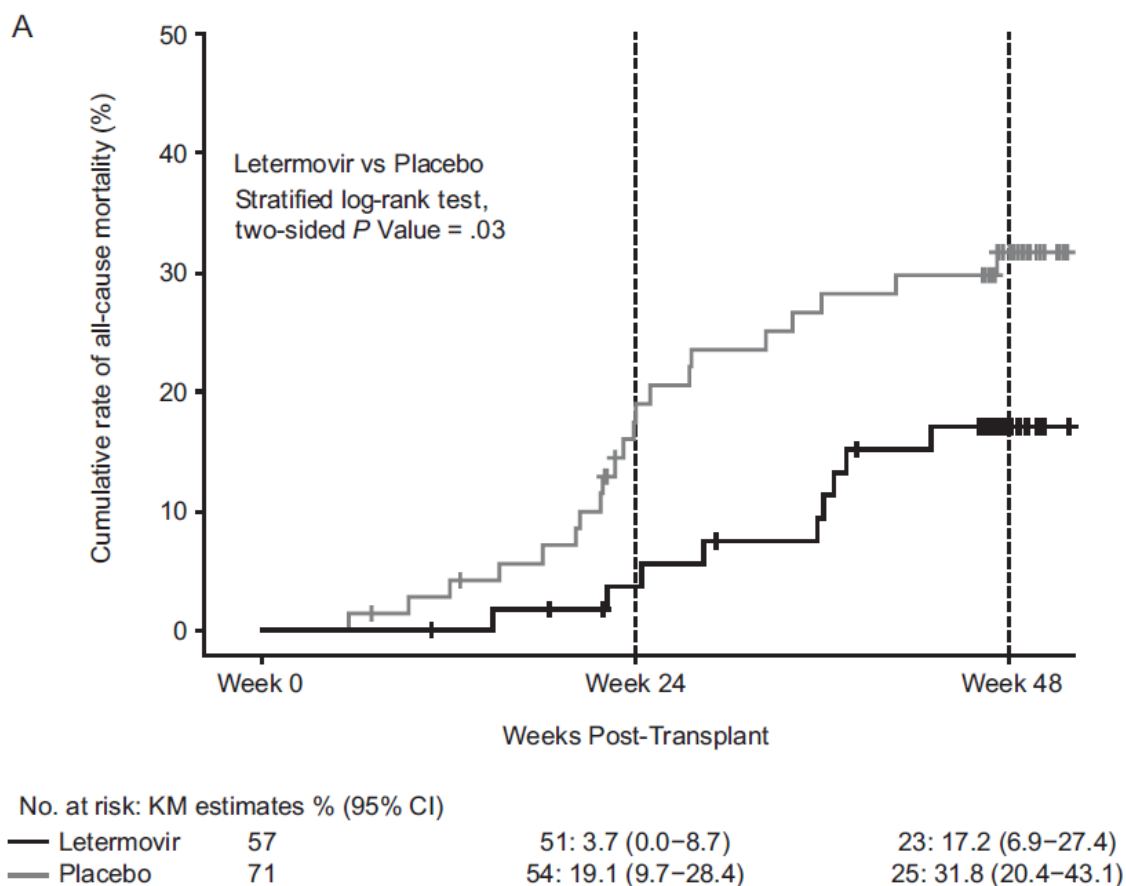 A
Cumulative rate of all-cause mortality (%)
50
40
30
20
10
0
Letermovir vs Placebo
Stratified log-rank test,
two-sided P Value = .03
Week 0 Week 24 Week 48
Weeks Post-Transplant
No. at risk: KM estimates % (95% CI)
Letermovir 57 51: 3.7 (0.0–8.7) 23: 17.2 (6.9–27.4)
Placebo 71 54: 19.1 (9.7–28.4) 25: 31.8 (20.4–43.1)